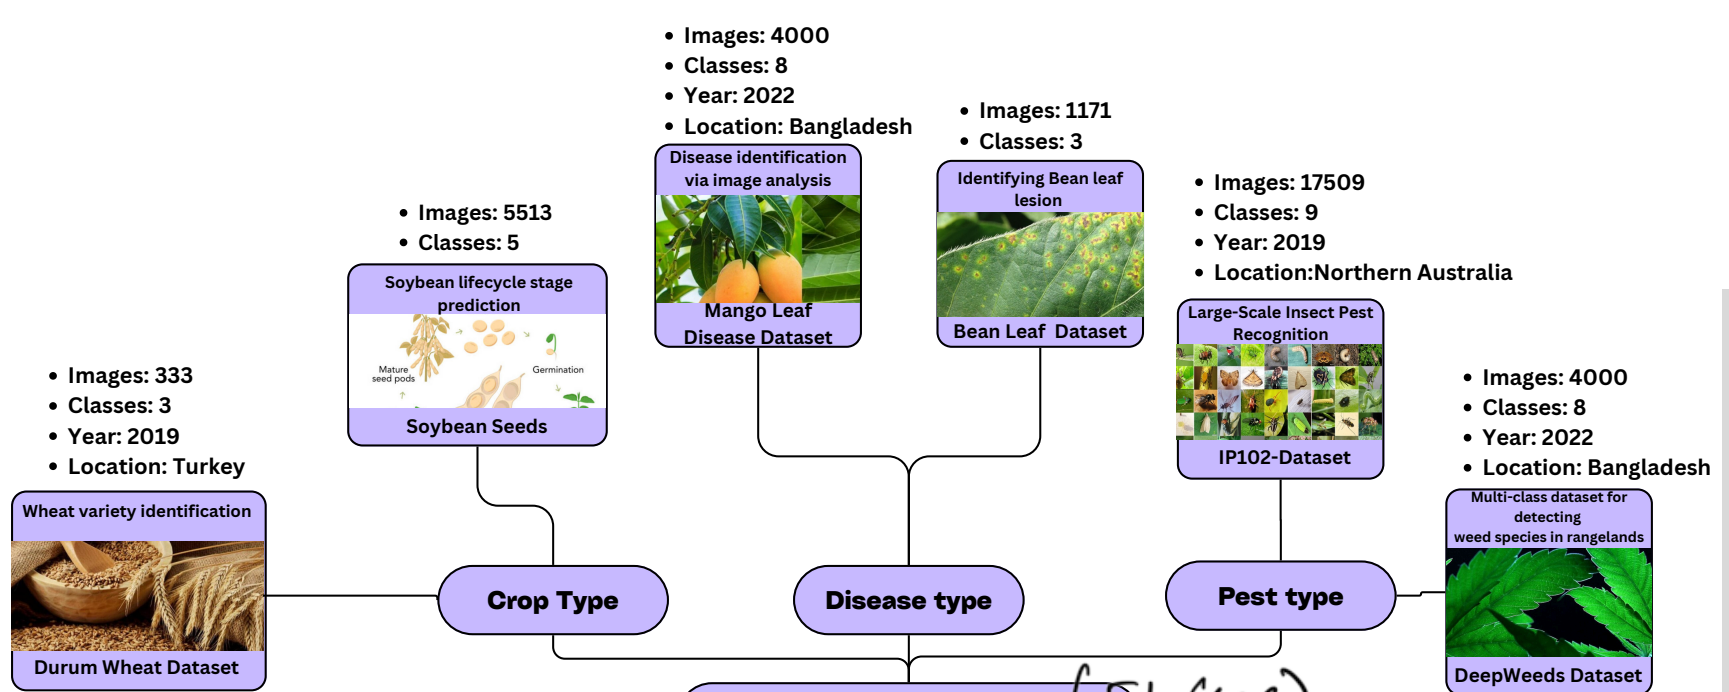 Images: 4000
Classes: 8
Year: 2022
Location: Bangladesh
Disease identification
via image analysis
Mango Leaf
Disease Dataset
Images: 1171
Classes: 3
Identifying Bean leaf
lesion
Bean Leaf Dataset
Images: 17509
Classes: 9
Year: 2019
Location:Northern Australia
Large-Scale Insect Pest
Recognition
IP102-Dataset
Images: 5513
Classes: 5
Soybean lifecycle stage
prediction
Mature
seed pods
Germination
Soybean Seeds
Images: 333
Classes: 3
Year: 2019
Location: Turkey
Wheat variety identification
Durum Wheat Dataset
Images: 4000
Classes: 8
Year: 2022
Location: Bangladesh
Multi-class dataset for
detecting
weed species in rangelands
DeepWeeds Dataset
Crop Type
Disease type
Pest type